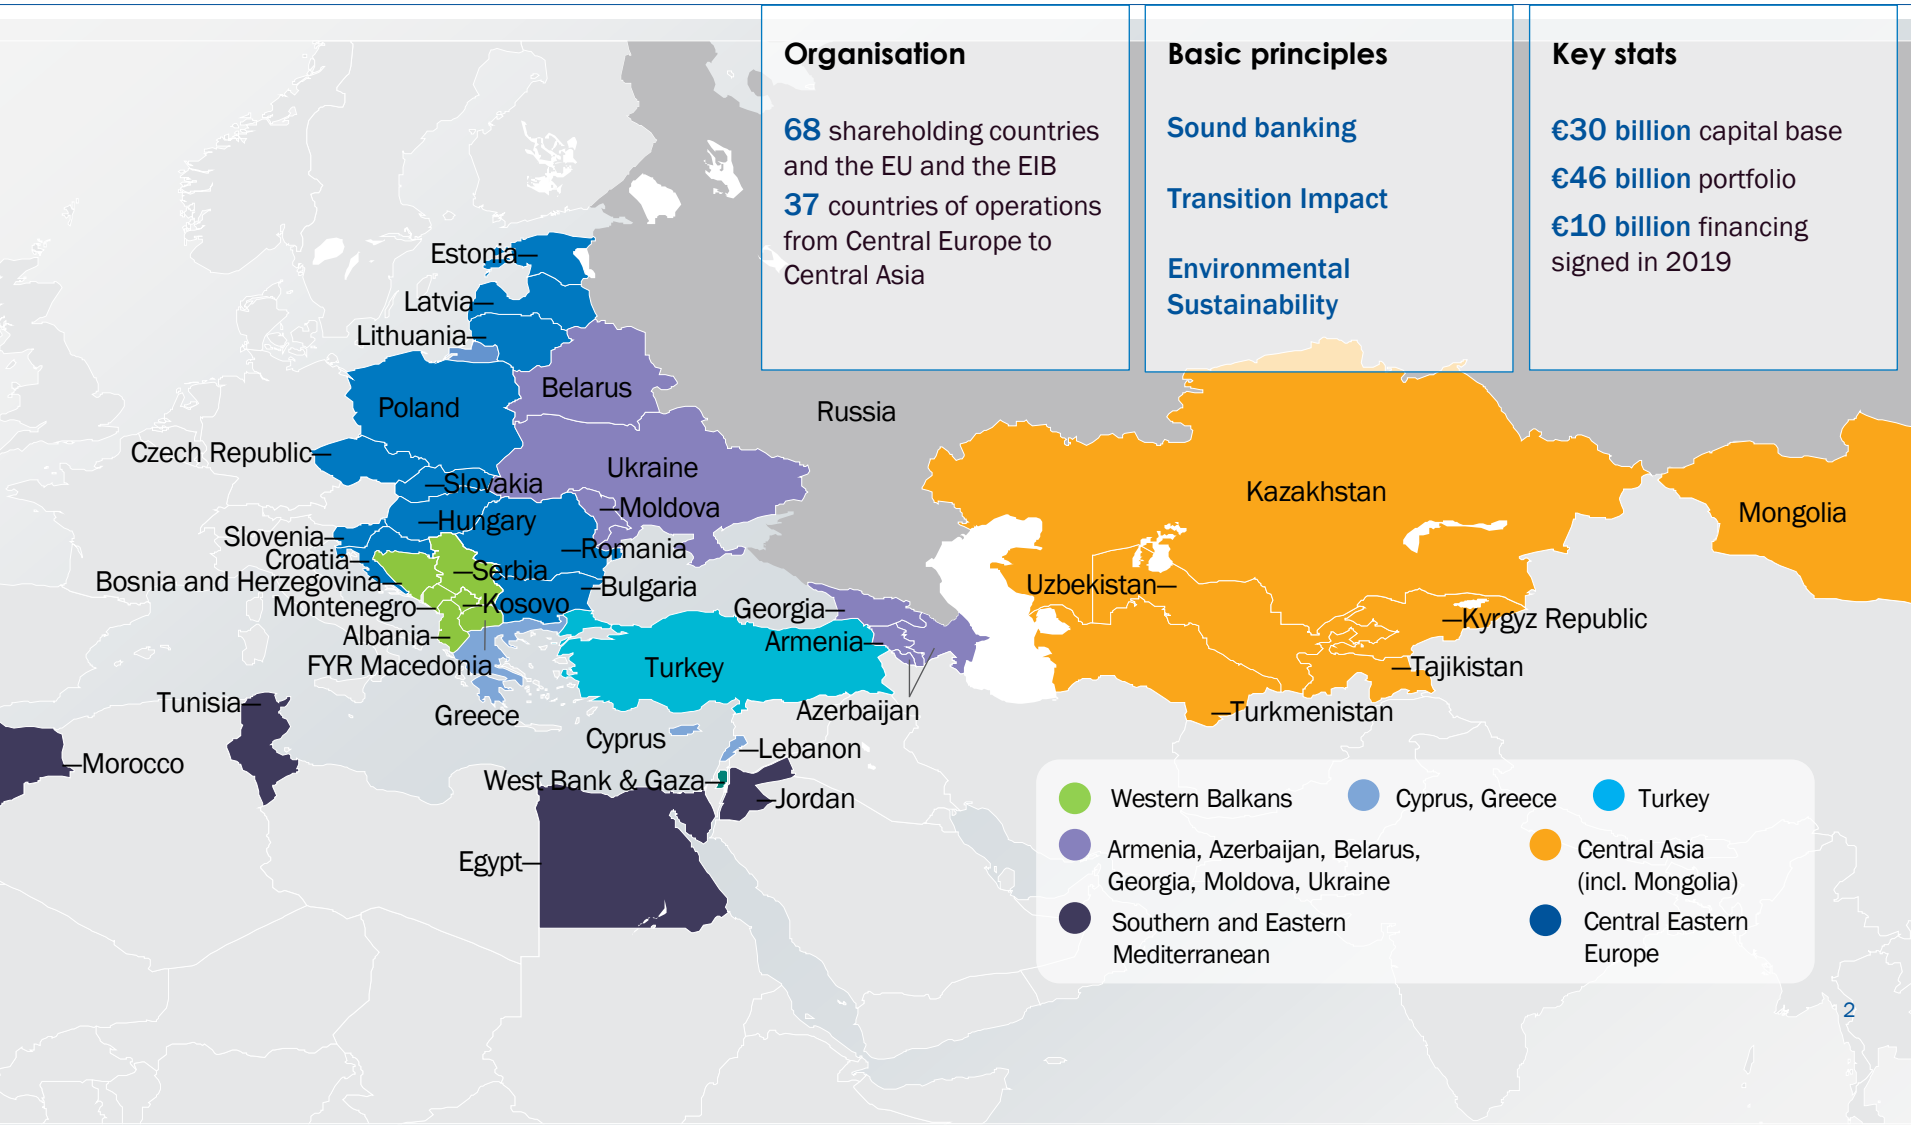 Organisation
68 shareholding countries
and the EU and the EIB
37 countries of operations
from Central Europe to
Central Asia
Basic principles
Sound banking
Transition Impact
Environmental
Sustainability
Key stats
€30 billion capital base
€46 billion portfolio
€10 billion financing
signed in 2019
Estonia
Latvia
Lithuania
Belarus
Poland
Russia
Czech Republic
Ukraine
Slovakia
Kazakhstan
Moldova
Mongolia
Hungary
Slovenia
Romania
Croatia
Serbia
Bosnia and Herzegovina
Bulgaria
Uzbekistan
Montenegro
Kosovo
Georgia
Kyrgyz Republic
Albania
Armenia
FYR Macedonia
Turkey
Tajikistan
Tunisia
Greece
Azerbaijan
Turkmenistan
Cyprus
Lebanon
Morocco
West Bank & Gaza
Jordan
Egypt
Western Balkans
Cyprus, Greece
Turkey
Armenia, Azerbaijan, Belarus,
Georgia, Moldova, Ukraine
Central Asia
(incl. Mongolia)
Southern and Eastern
Mediterranean
Central Eastern
Europe
2